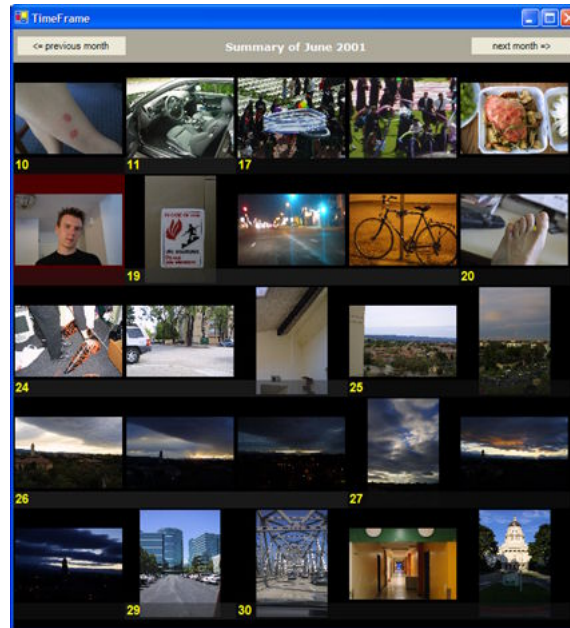 TimeFrame
<= previous month
Summary of June 2001
next month =>
10
11
17
19
20
24
25
26
27
29
30